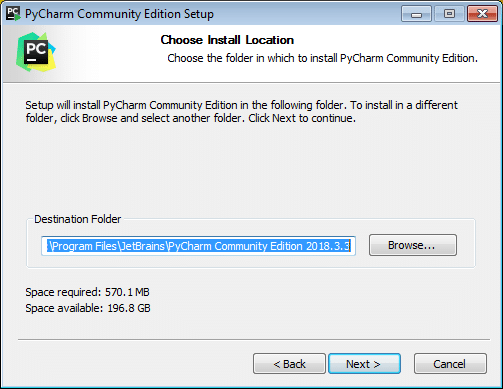 PyCharm Community Edition Setup
PC
Choose Install Location
Choose the folder in which to install PyCharm Community Edition.
Setup will install PyCharm Community Edition in the following folder. To install in a different
folder, click Browse and select another folder. Click Next to continue.
Destination Folder
:\Program Files\JetBrains\PyCharm Community Edition 2018.3.3
Browse...
Space required: 570.1 MB
Space available: 196.8 GB
< Back
Next >
Cancel